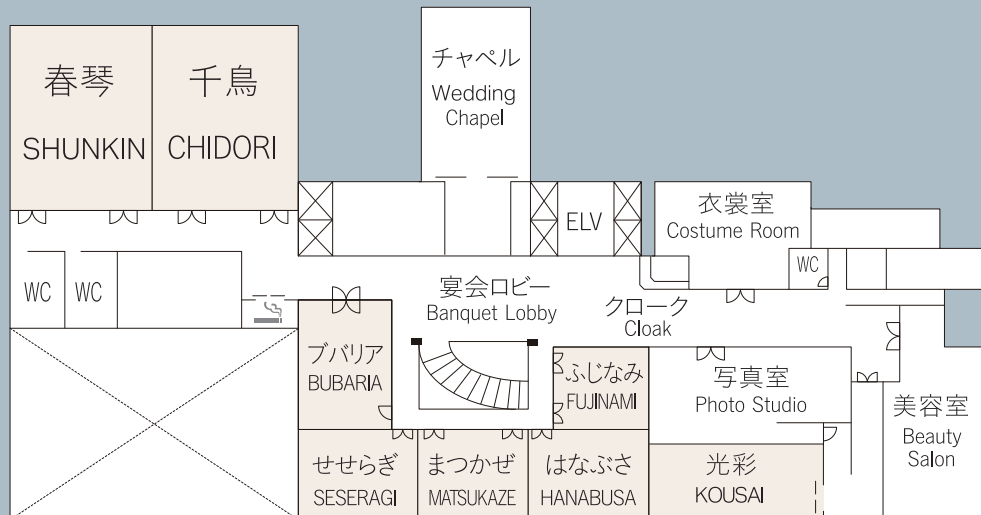 春琴
SHUNKIN
千鳥
CHIDORI
チャペル
Wedding
Chapel
ELV
衣裳室
Costume Room
WC
WC
WC
宴会ロビー
Banquet Lobby
クローク
Cloak
ブバリア
BUBARIA
ふじなみ
FUJINAMI
写真室
Photo Studio
美容室
Beauty
Salon
せせらぎ
SESERAGI
まつかぜ
MATSUKAZE
はなぶさ
HANABUSA
光彩
KOUSAI